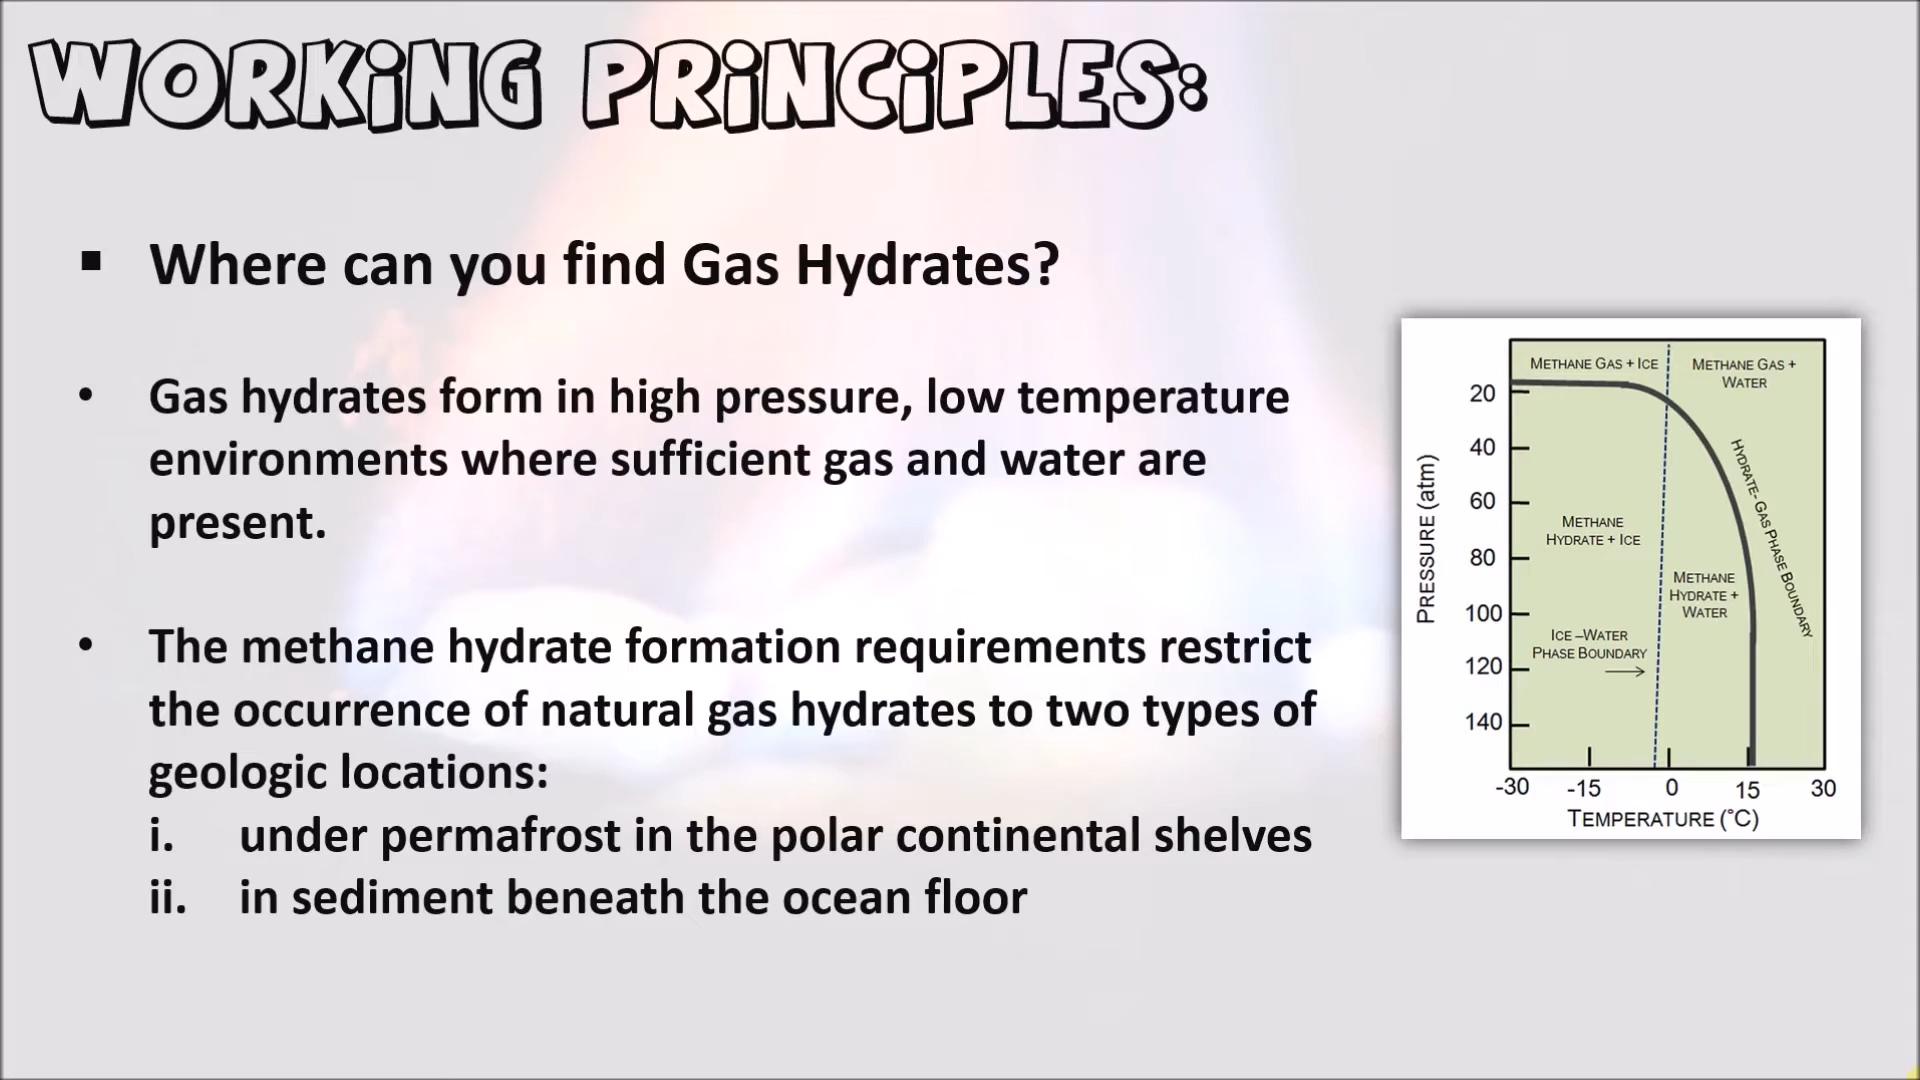 WORKING PRINCIPLES:
▪ Where can you find Gas Hydrates?
• Gas hydrates form in high pressure, low temperature
environments where sufficient gas and water are
present.
• The methane hydrate formation requirements restrict
the occurrence of natural gas hydrates to two types of
geologic locations:
i. under permafrost in the polar continental shelves
ii. in sediment beneath the ocean floor
METHANE GAS + ICE
METHANE GAS +
WATER
HYDRATE- GAS PHASE BOUNDARY
METHANE
HYDRATE + ICE
METHANE
HYDRATE +
WATER
ICE –WATER
PHASE BOUNDARY
PRESSURE (atm)
20
40
60
80
100
120
140
-30 -15 0 15 30
TEMPERATURE (°C)